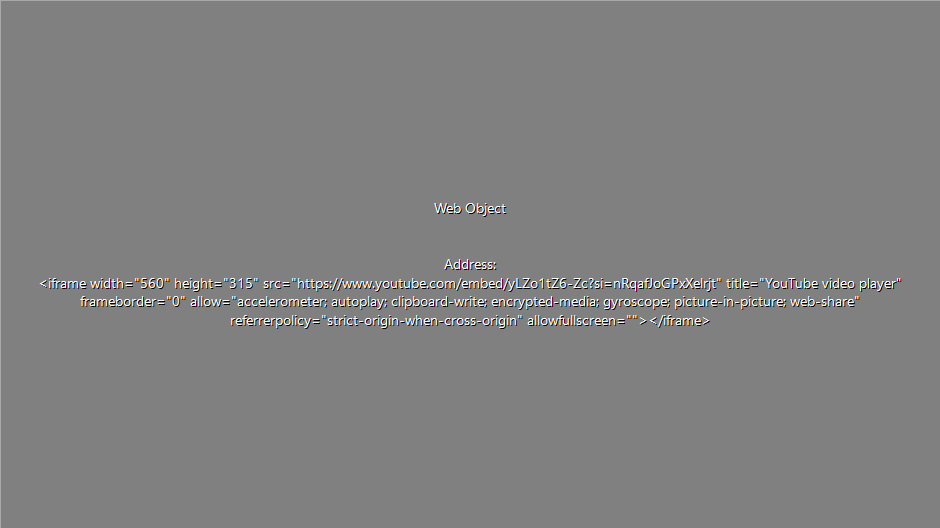 Web Object
Address:
<iframe width="560" height="315" src="https://www.youtube.com/embed/yLZo1tZ6-Zc?si=nRqafJoGPxXelrjt" title="YouTube video player"
frameborder="0" allow="accelerometer; autoplay; clipboard-write; encrypted-media; gyroscope; picture-in-picture; web-share"
referrerpolicy="strict-origin-when-cross-origin" allowfullscreen=""></iframe>